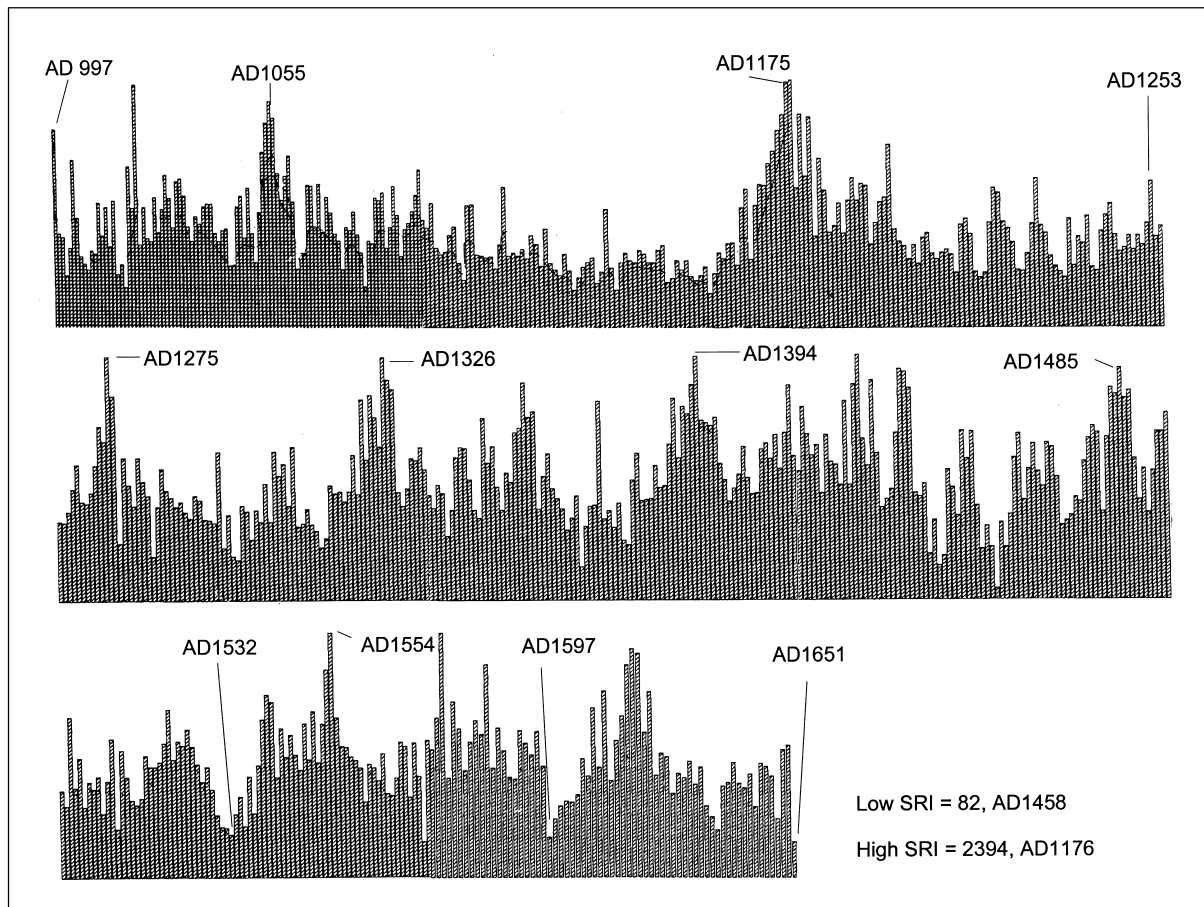 AD 997
AD1055
AD1175
AD1253
AD1275
AD1326
AD1394
AD1485
AD1532
AD1554
AD1597
AD1651
Low SRI = 82, AD1458
High SRI = 2394, AD1176